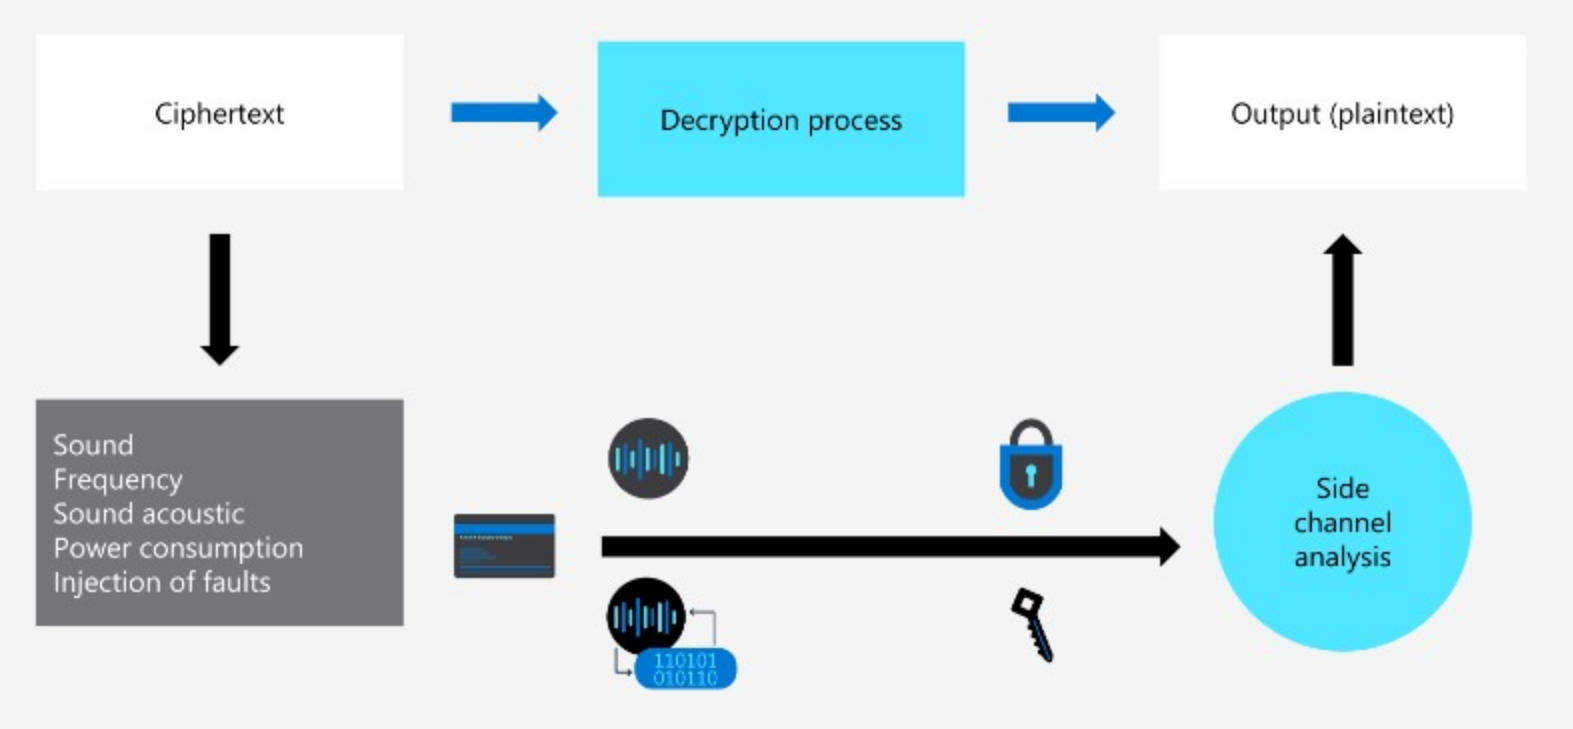 Ciphertext
Decryption process
Output (plaintext)
Sound
Frequency
Sound acoustic
Power consumption
Injection of faults
110101
010110
Side
channel
analysis